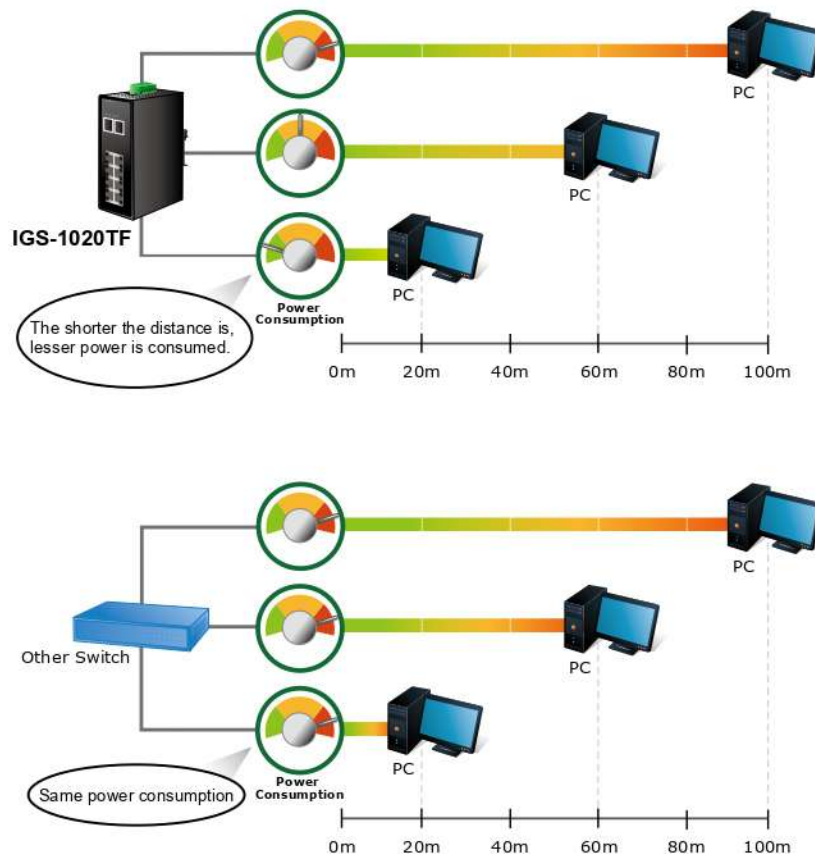 PC
PC
IGS-1020TF
PC
The shorter the distance is,
lesser power is consumed.
Power
Consumption
0m 20m 40m 60m 80m 100m
PC
Other Switch
PC
PC
Same power consumption
Power
Consumption
0m 20m 40m 60m 80m 100m